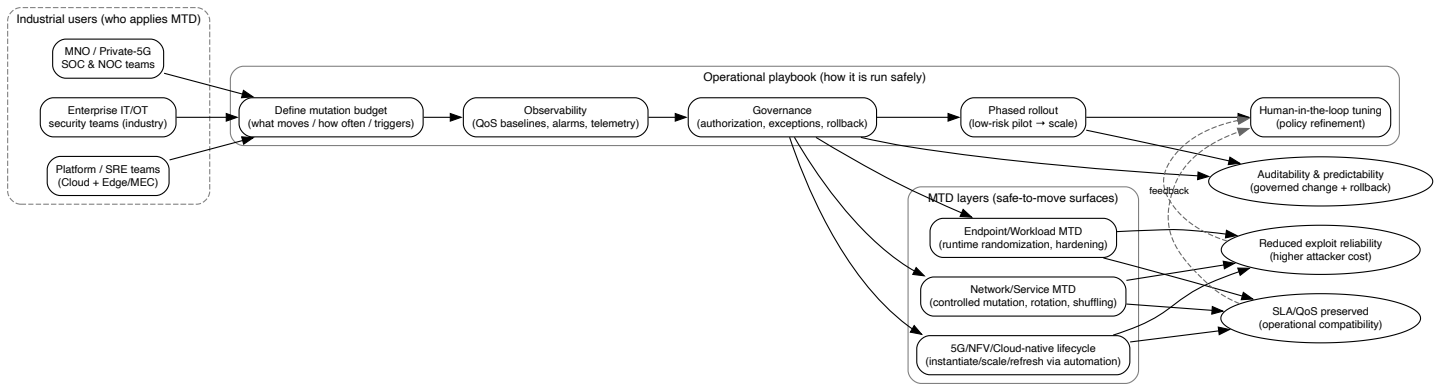 Industrial users (who applies MTD)
MNO / Private-5G
SOC & NOC teams
Enterprise IT/OT
security teams (industry)
Platform / SRE teams
(Cloud + Edge/MEC)
Operational playbook (how it is run safely)
Define mutation budget
(what moves / how often / triggers)
Observability
(QoS baselines, alarms, telemetry)
Governance
(authorization, exceptions, rollback)
Phased rollout
(low-risk pilot → scale)
Human-in-the-loop tuning
(policy refinement)
MTD layers (safe-to-move surfaces)
Endpoint/Workload MTD
(runtime randomization, hardening)
Network/Service MTD
(controlled mutation, rotation, shuffling)
5G/NFV/Cloud-native lifecycle
(instantiate/scale/refresh via automation)
feedback
Auditability & predictability
(governed change + rollback)
Reduced exploit reliability
(higher attacker cost)
SLA/QoS preserved
(operational compatibility)